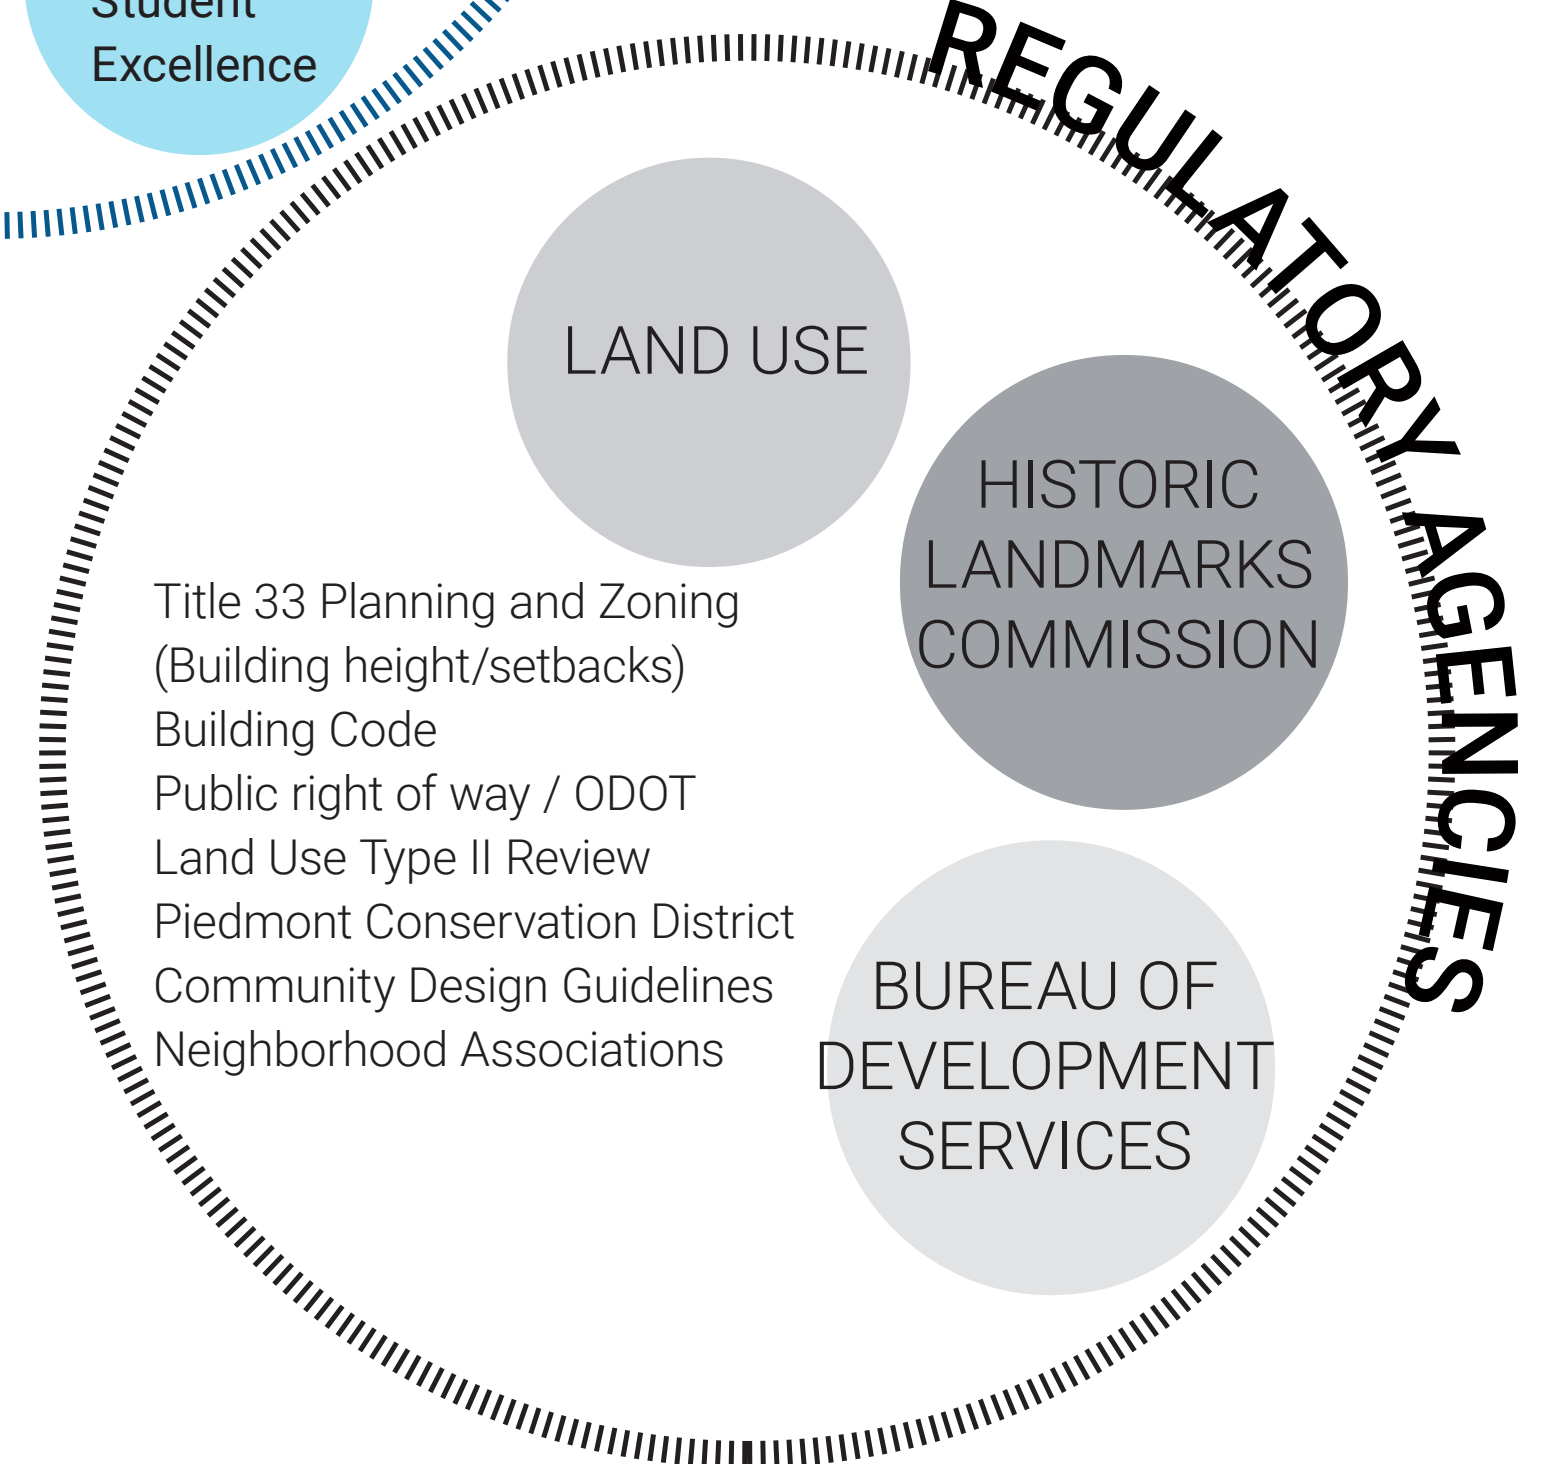 Student
Excellence
REGULATORY AGENCIES
LAND USE
HISTORIC
LANDMARKS
COMMISSION
Title 33 Planning and Zoning
(Building height/setbacks)
Building Code
Public right of way / ODOT
Land Use Type II Review
Piedmont Conservation District
Community Design Guidelines
Neighborhood Associations
BUREAU OF
DEVELOPMENT
SERVICES